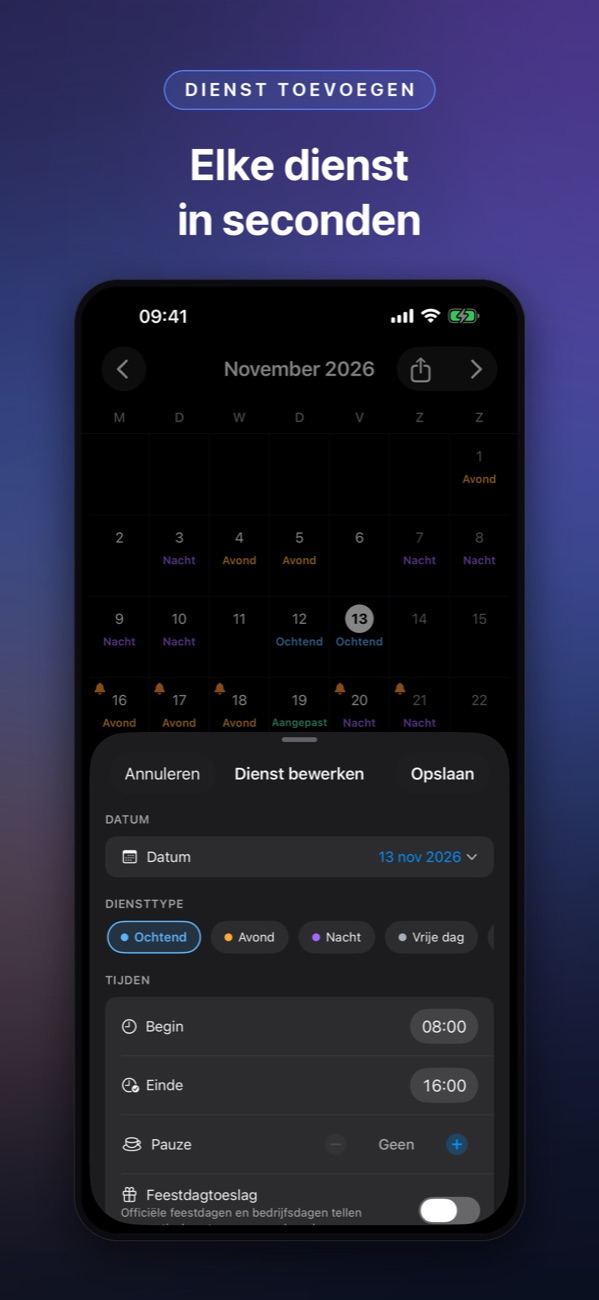 DIENST TOEVOEGEN
Elke dienst
in seconden
09:41
November 2026
M D W D V Z Z
1
Avond
2 3 4 5 6 7 8
Nacht Avond Avond Nacht Nacht
9 10 11 12 13 14 15
Nacht Nacht Ochtend Ochtend
16 17 18 19 20 21 22
Avond Avond Avond Aangepast Nacht Nacht
Annuleren Dienst bewerken Opslaan
DATUM
Datum 13 nov 2026
DIENSTTYPE
Ochtend Avond Nacht Vrije dag
TIJDEN
Begin 08:00
Einde 16:00
Pauze Geen
Feestdagtoeslag
Officiële feestdagen en bedrijfsdagen tellen